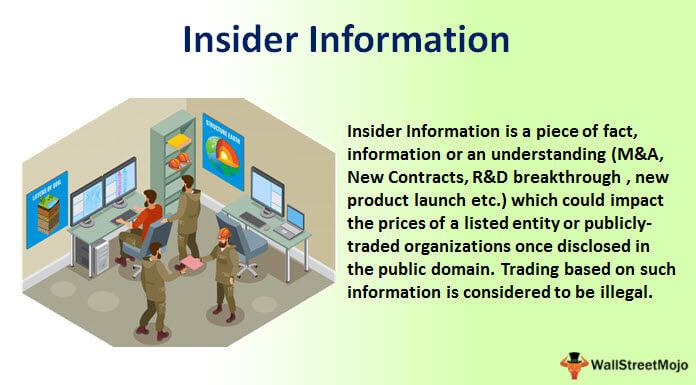 Insider Information
LAYERS OF SOIL
STRUCTURE EARTH
Insider Information is a piece of fact,
information or an understanding (M&A,
New Contracts, R&D breakthrough , new
product launch etc.) which could impact
the prices of a listed entity or publicly-
traded organizations once disclosed in
the public domain. Trading based on such
information is considered to be illegal.
WallStreetMojo